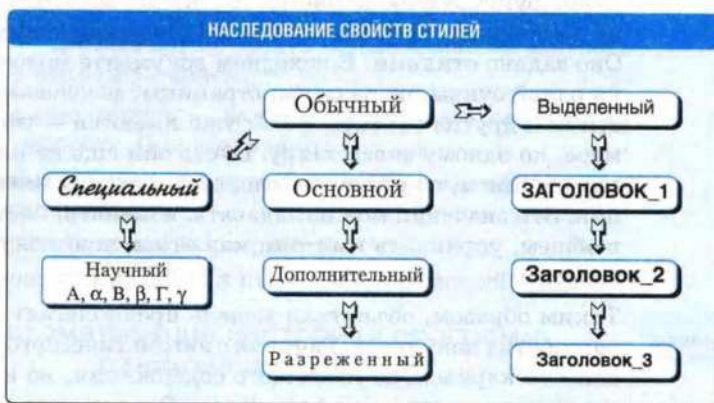 НАСЛЕДОВАНИЕ СВОЙСТВ СТИЛЕЙ
Обычный
Выделенный
Специальный
Основной
ЗАГОЛОВОК_1
Научный
Α, α, Β, β, Γ, γ
Дополнительный
Заголовок_2
Разреженный
Заголовок_3